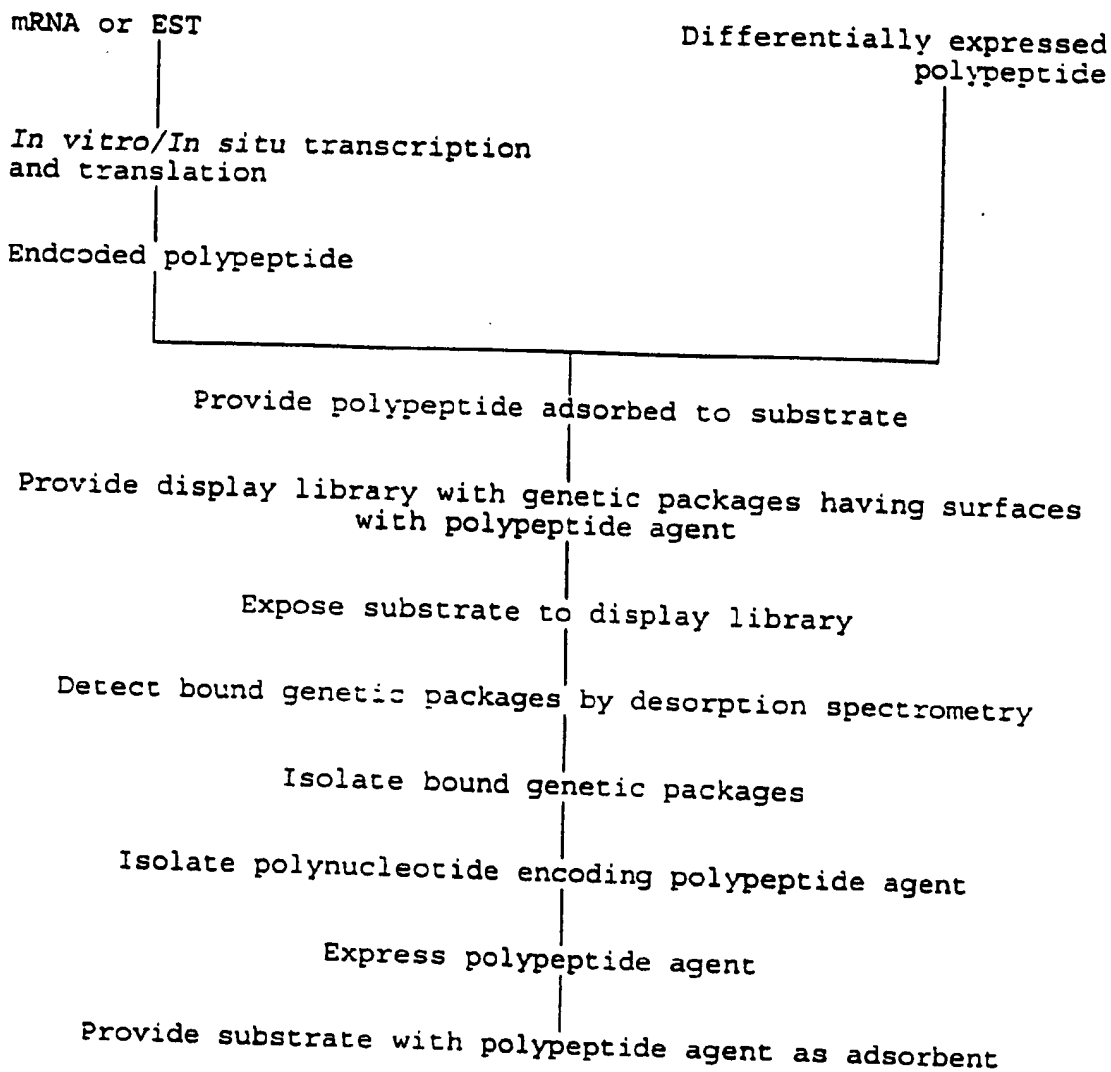 mRNA or EST
Differentially expressed
polypeptide
In vitro/In situ transcription
and translation
Endcoded polypeptide
Provide polypeptide adsorbed to substrate
Provide display library with genetic packages having surfaces
with polypeptide agent
Expose substrate to display library
Detect bound genetic packages by desorption spectrometry
Isolate bound genetic packages
Isolate polynucleotide encoding polypeptide agent
Express polypeptide agent
Provide substrate with polypeptide agent as adsorbent